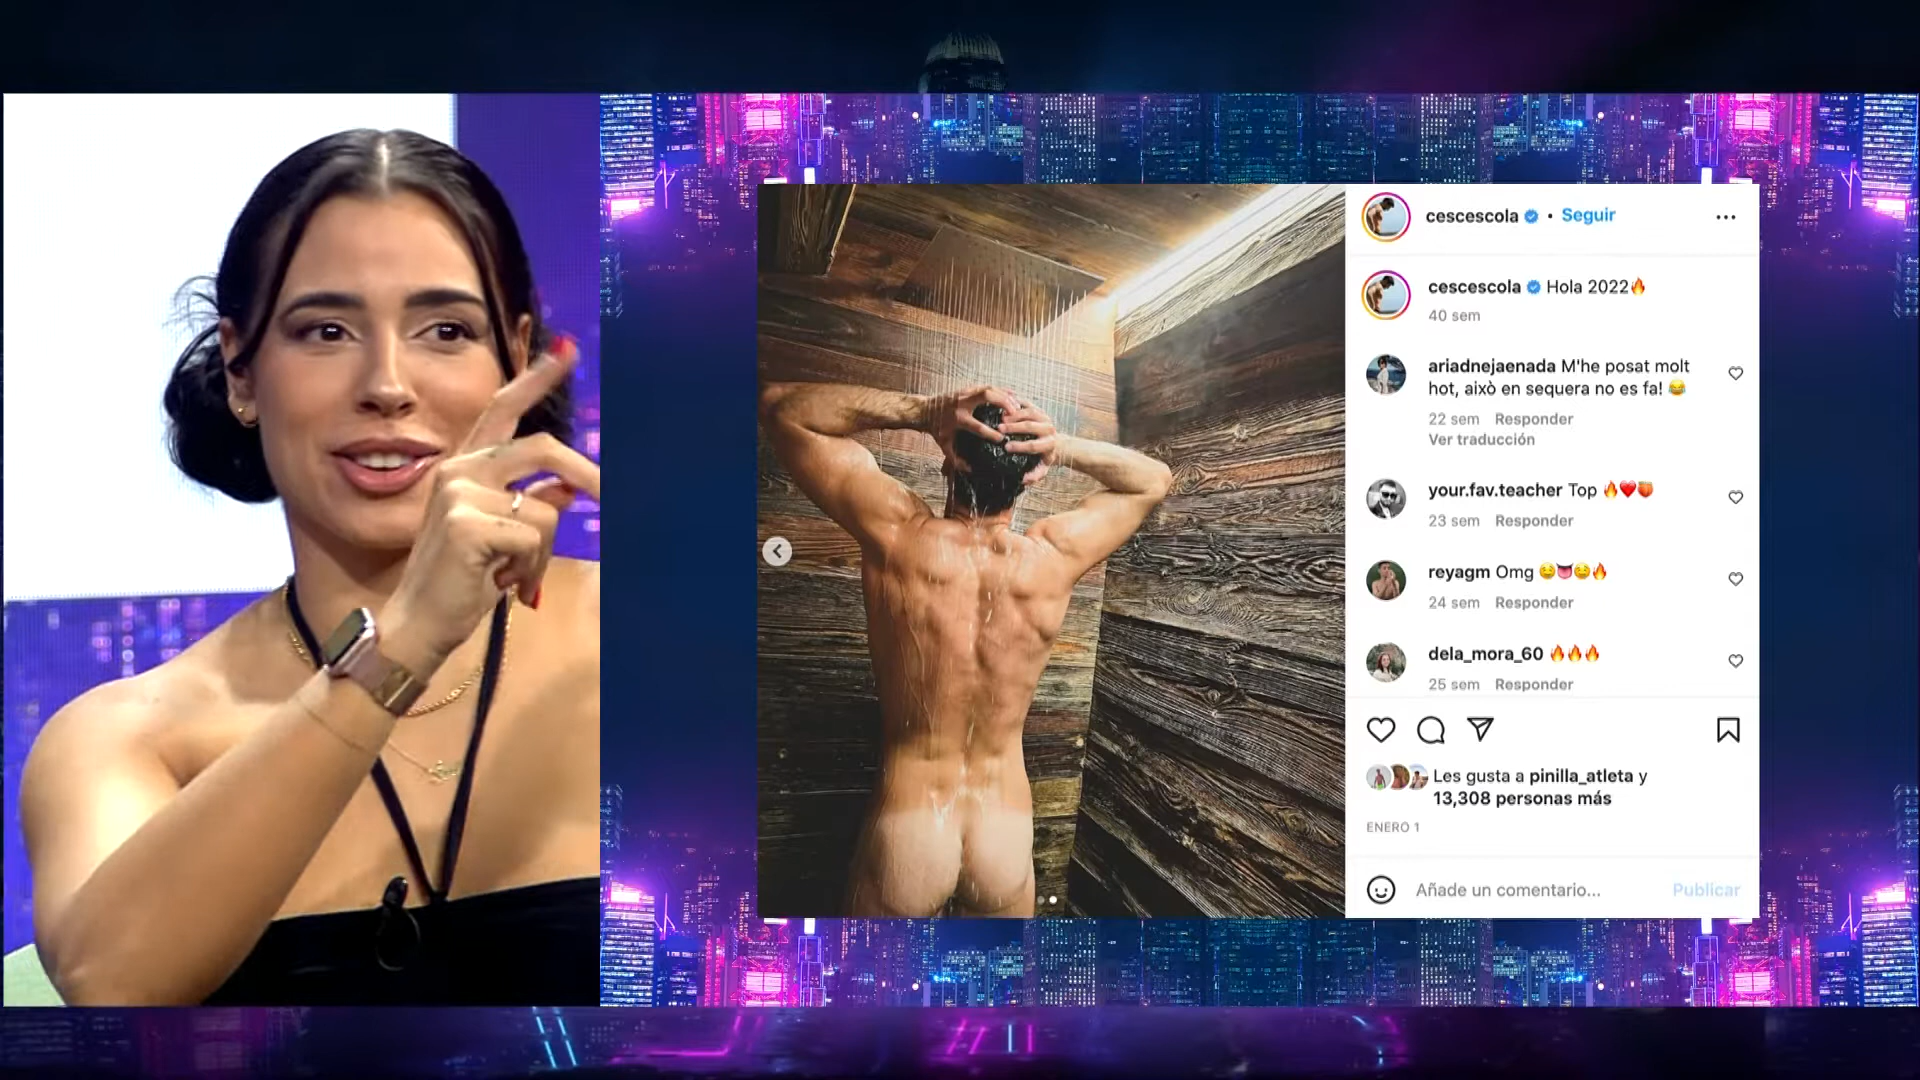 cescescola • Seguir
cescescola Hola 2022🔥
40 sem
ariadnejaenada M'he posat molt
hot, això en sequera no es fa! 😂
22 sem Responder
Ver traducción
your.fav.teacher Top 🔥❤️🍑
23 sem Responder
reyagm Omg 😏👅😏🔥
24 sem Responder
dela_mora_60 🔥🔥🔥
25 sem Responder
Les gusta a pinilla_atleta y
13,308 personas más
ENERO 1
Añade un comentario... Publicar